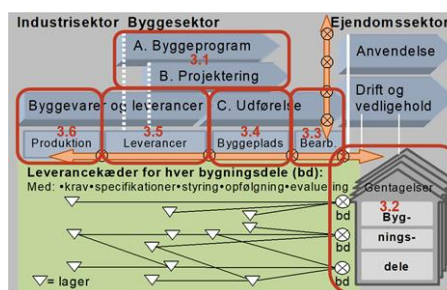 Industrisektor Byggesektor Ejendomssektor
A. Byggeprogram
3.1
B. Projektering
Anvendelse
Byggevarer og leverancer C. Udførelse
Drift og
vedligehold
3.6 3.5 3.4 3.3
Produktion Leverancer Byggeplads Bearb.
Leverancekæder for hver bygningsdele (bd):
Med: •krav•specifikationer•styring•opfølgning•evaluering
Gentagelser
3.2
bd Byg-
bd nings-
bd dele
= lager